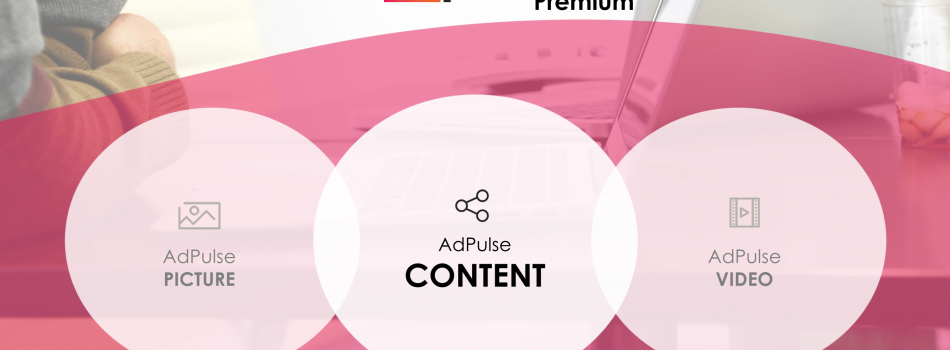 Premium
AdPulse
PICTURE
AdPulse
CONTENT
AdPulse
VIDEO